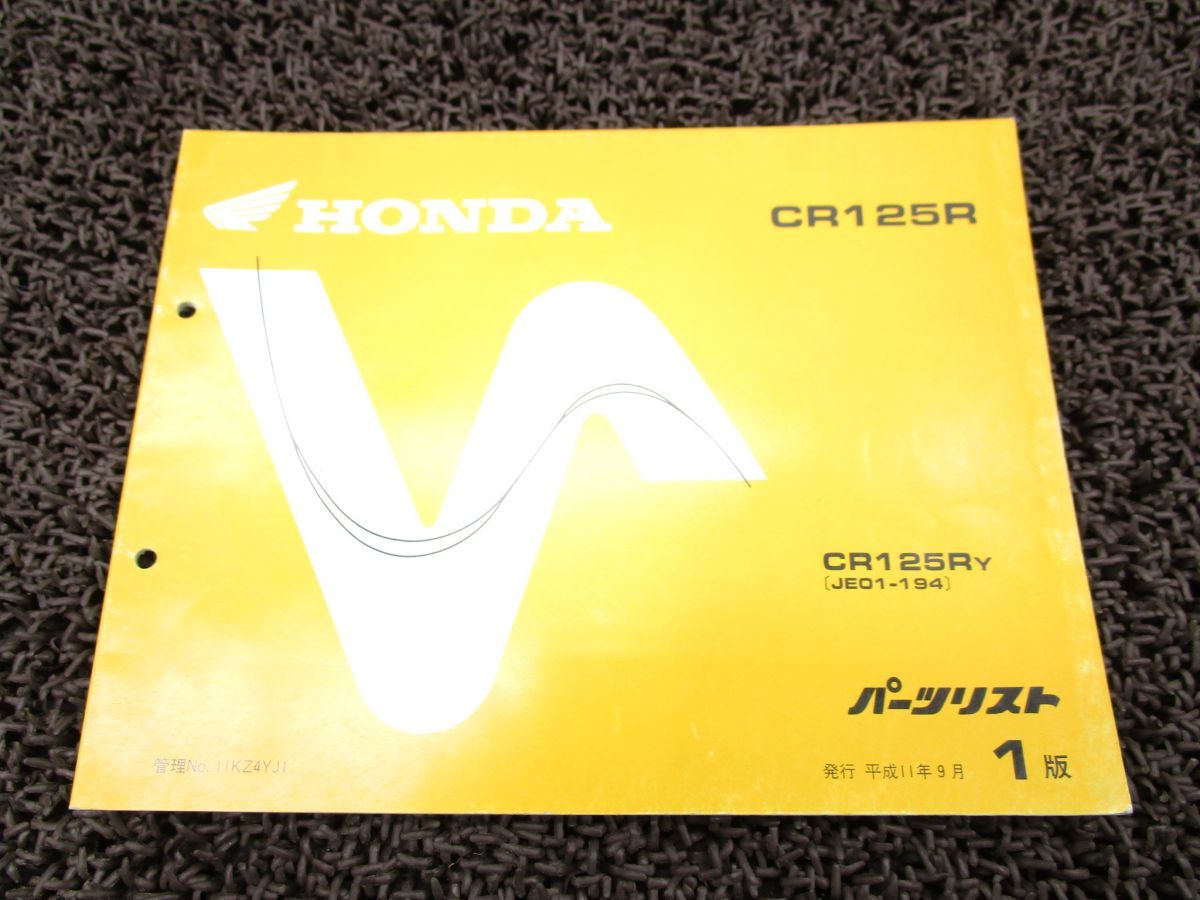 HONDA
CR125R
CR125RY
〔JE01-194〕
パーツリスト
管理No. 11KZ4YJ1
発行 平成11年9月 1版